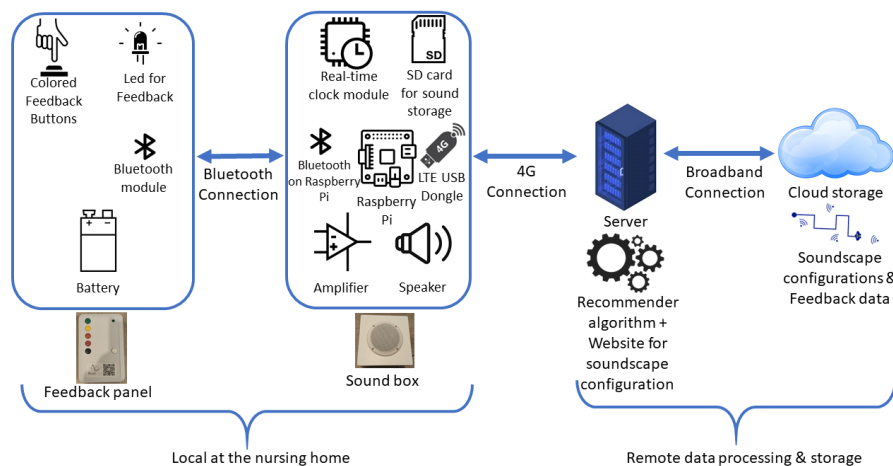 Colored
Feedback
Buttons
Led for
Feedback
Bluetooth
module
Battery
Feedback panel
Bluetooth
Connection
Real-time
clock module
SD
SD card
for sound
storage
Bluetooth
on Raspberry
Pi
Raspberry
Pi
4G
LTE USB
Dongle
Amplifier
Speaker
Sound box
4G
Connection
Server
Recommender
algorithm +
Website for
soundscape
configuration
Broadband
Connection
Cloud storage
Soundscape
configurations &
Feedback data
Local at the nursing home
Remote data processing & storage